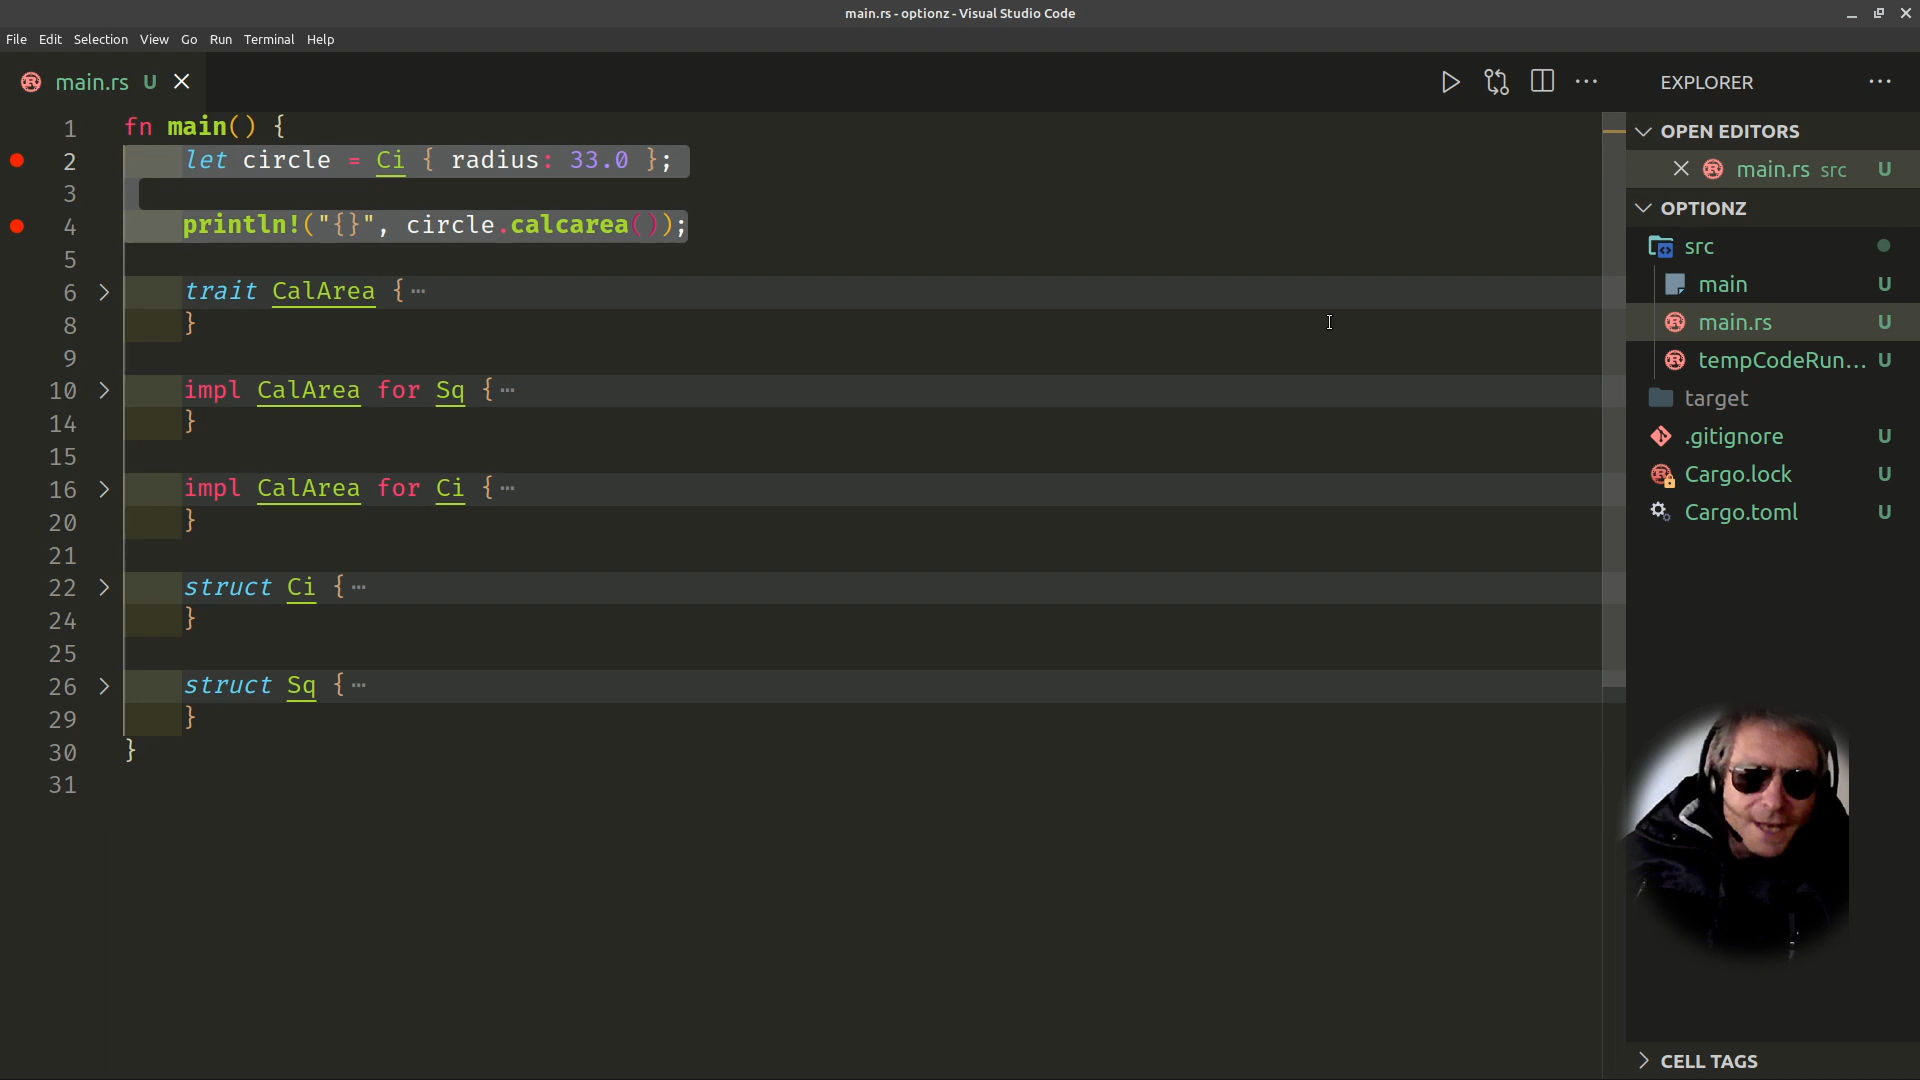 main.rs - optionz - Visual Studio Code
File Edit Selection View Go Run Terminal Help
main.rs U
1 fn main() {
2 let circle = Ci { radius: 33.0 };
3
4 println!("{}", circle.calcarea());
5
6 trait CalArea { …
8 }
9
10 impl CalArea for Sq { …
14 }
15
16 impl CalArea for Ci { …
20 }
21
22 struct Ci { …
24 }
25
26 struct Sq { …
29 }
30 }
31
EXPLORER
OPEN EDITORS
main.rs src U
OPTIONZ
src
main U
main.rs U
tempCodeRun... U
target
.gitignore U
Cargo.lock U
Cargo.toml U
CELL TAGS